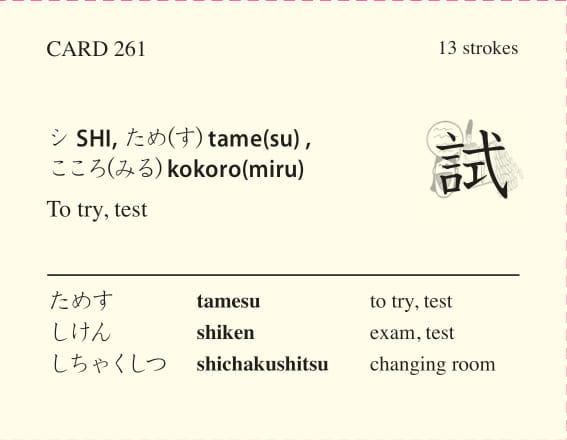 CARD 261
13 strokes
シ SHI, ため(す) tame(su) ,
こころ(みる) kokoro(miru)
To try, test
試
ためす tamesu to try, test
しけん shiken exam, test
しちゃくしつ shichakushitsu changing room